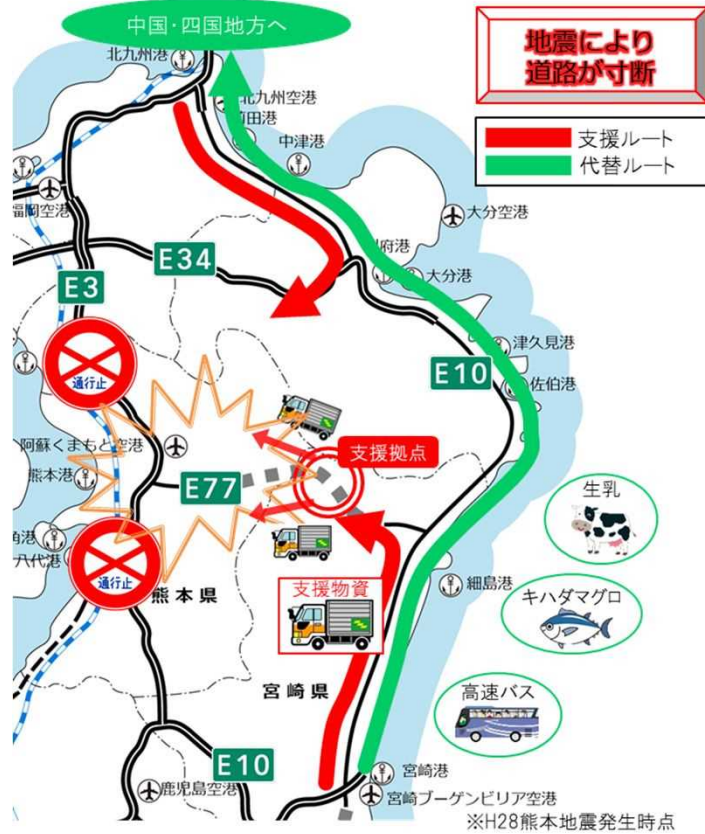 中国・四国地方へ
地震により
道路が寸断
支援ルート
代替ルート
北九州港
北九州空港
中津港
福岡空港
大分空港
大分港
E34
E3
津久見港
E10
佐伯港
通行止
阿蘇くまもと空港
支援拠点
熊本港
E77
生乳
八代港
通行止
熊本県
支援物資
細島港
キハダマグロ
宮崎県
高速バス
E10
宮崎港
鹿児島空港
宮崎ブーゲンビリア空港
※H28熊本地震発生時点